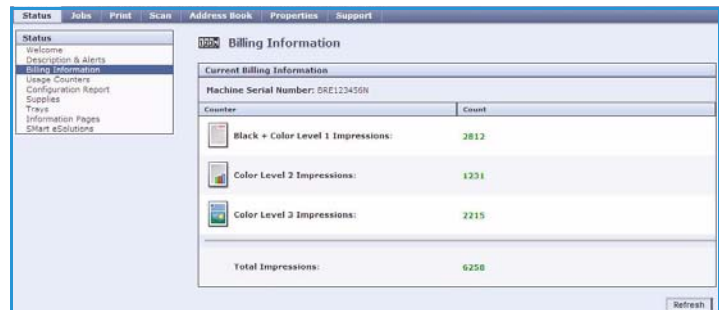 Status Jobs Print Scan Address Book Properties Support
Status
Welcome
Description & Alerts
Billing Information
Usage Counters
Configuration Report
Supplies
Trays
Information Pages
SMart eSolutions
Billing Information
Current Billing Information
Machine Serial Number: BRE123456N
Counter Count
Black + Color Level 1 Impressions: 2812
Color Level 2 Impressions: 1231
Color Level 3 Impressions: 2215
Total Impressions: 6258
Refresh